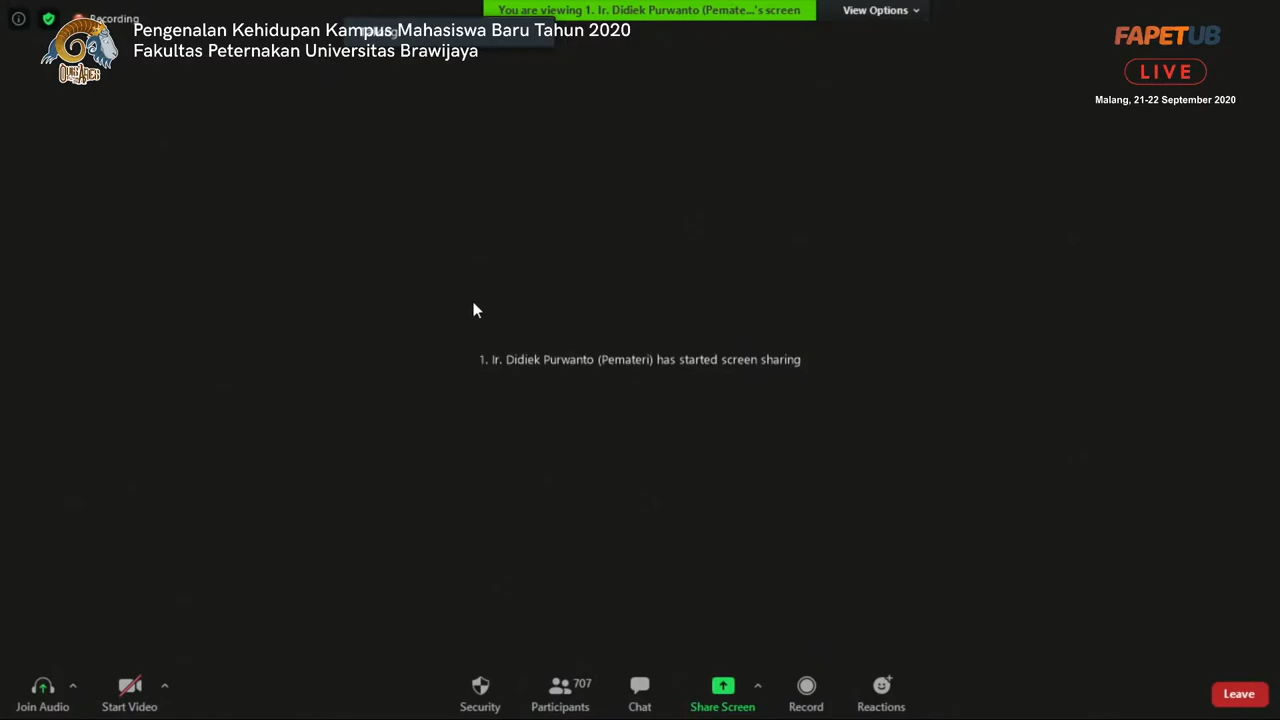 You are viewing 1. Ir. Didiek Purwanto (Pemate...'s screen
View Options
Recording
Pengenalan Kehidupan Kampus Mahasiswa Baru Tahun 2020
Fakultas Peternakan Universitas Brawijaya
FAPETUB
LIVE
Malang, 21-22 September 2020
1. Ir. Didiek Purwanto (Pemateri) has started screen sharing
Join Audio
Start Video
Security
Participants
707
Chat
Share Screen
Record
Reactions
Leave